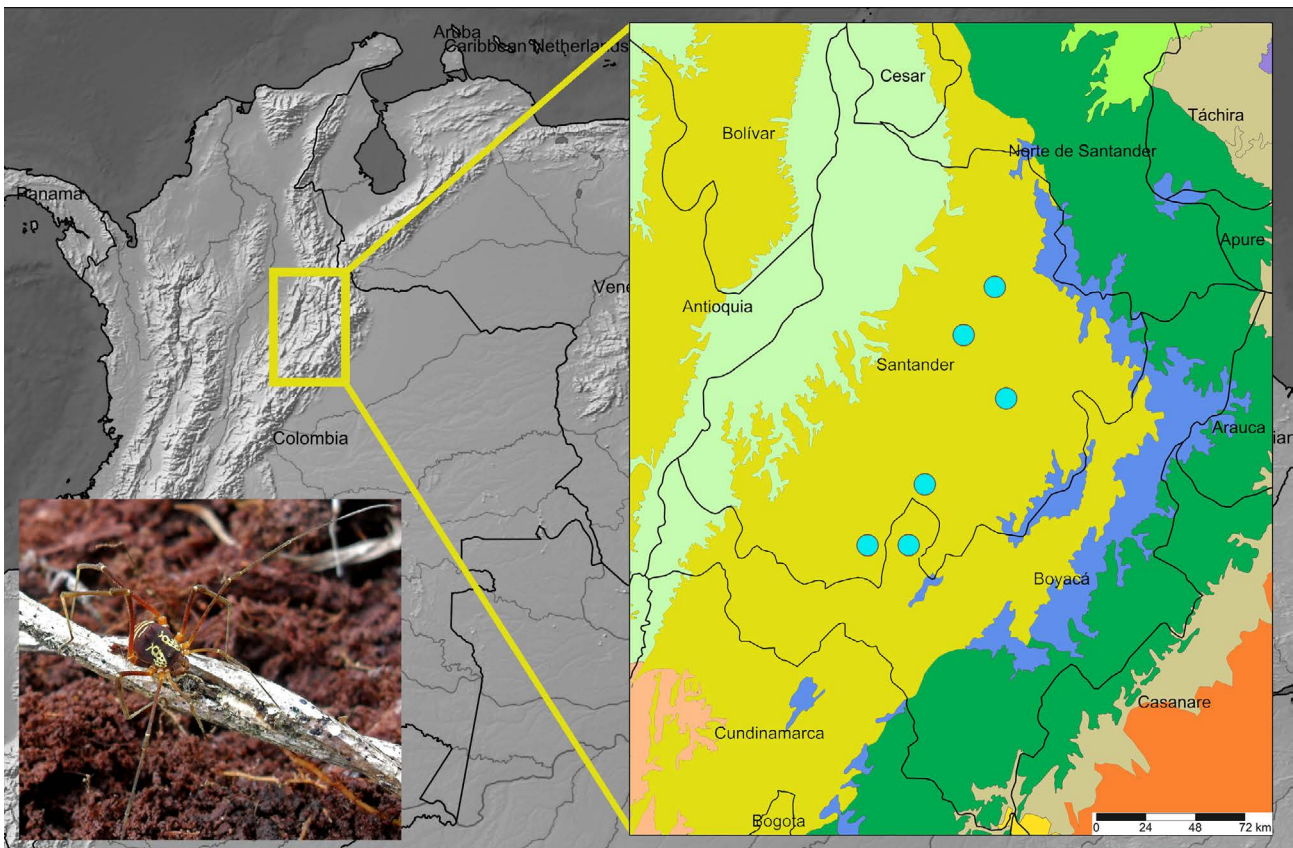 Aruba
Caribbean Netherlands
Panama
Colombia
Vene
Cesar
Táchira
Bolívar
Norte de Santander
Apure
Antioquia
Santander
Arauca
Boyacá
Casanare
Cundinamarca
Bogota
0 24 48 72 km